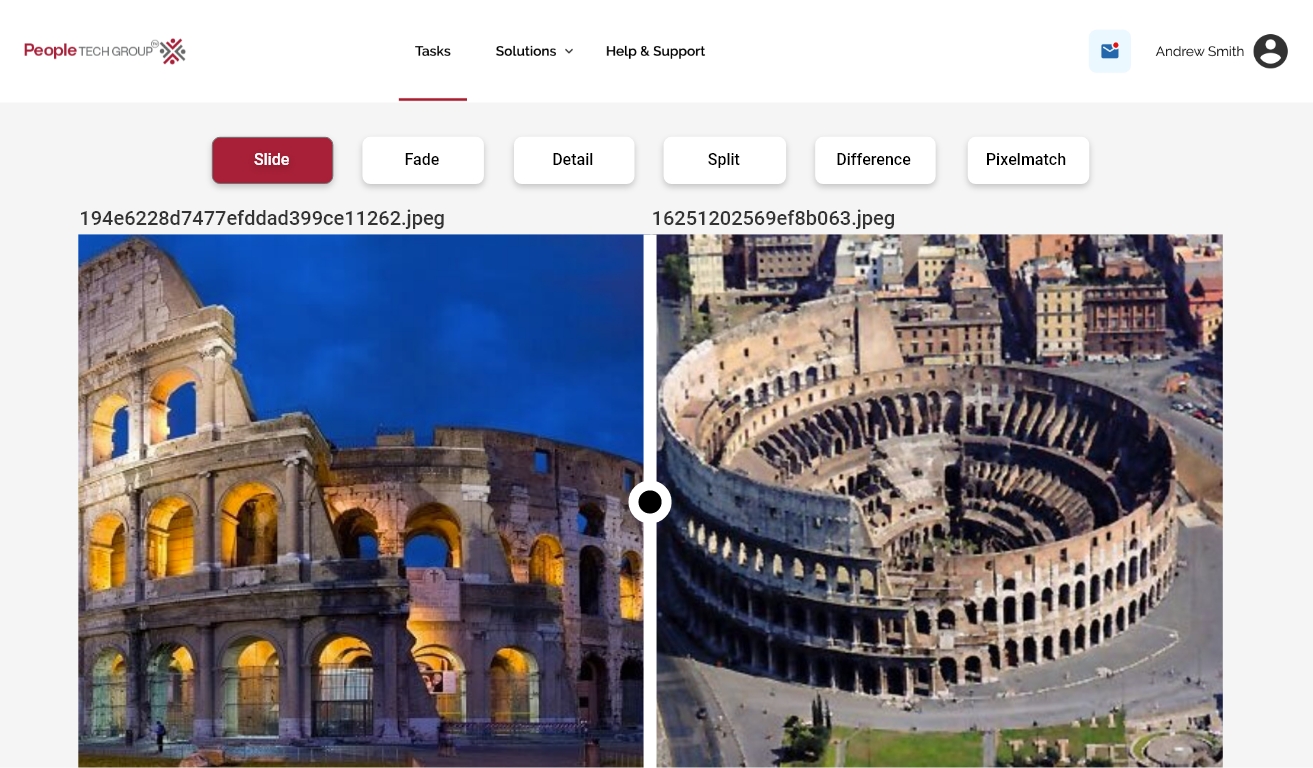 People TECH GROUP
Tasks
Solutions
Help & Support
Andrew Smith
Slide
Fade
Detail
Split
Difference
Pixelmatch
194e6228d7477efddad399ce11262.jpeg
16251202569ef8b063.jpeg